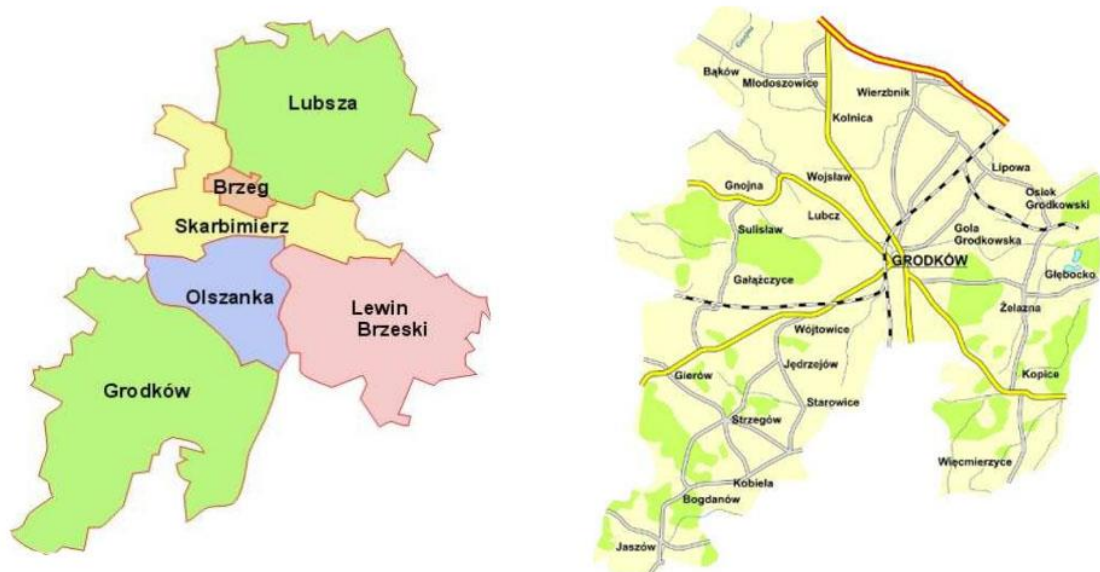 Lubsza
Brzeg
Skarbimierz
Olszanka
Lewin
Brzeski
Grodków
Gnojna
Bąków
Młodoszowice
Wierzbnik
Kolnica
Lipowa
Gnojna
Wojsław
Osiek
Grodkowski
Lubcz
Sulisław
Gola
Grodkowska
GRODKÓW
Głębocko
Gałążczyce
Żelazna
Wójtowice
Jędrzejów
Gierów
Kopice
Starowice
Strzegów
Więcmierzyce
Kobiela
Bogdanów
Jaszów